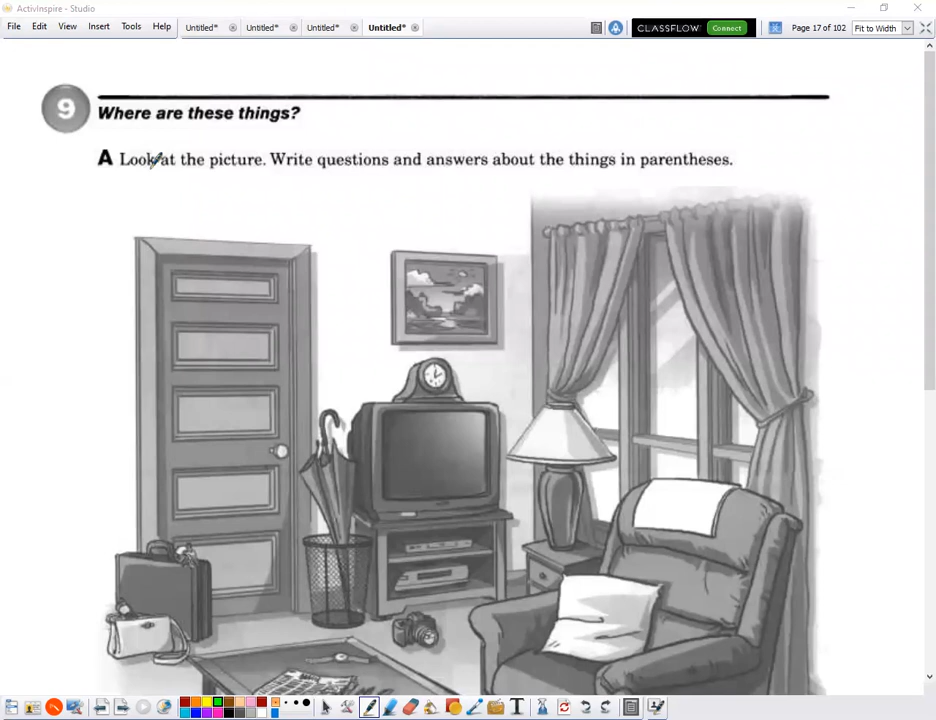 ActivInspire - Studio
File Edit View Insert Tools Help Untitled* Untitled* Untitled* Untitled* CLASSFLOW Connect Page 17 of 102 Fit to Width
9 Where are these things?
A Look at the picture. Write questions and answers about the things in parentheses.